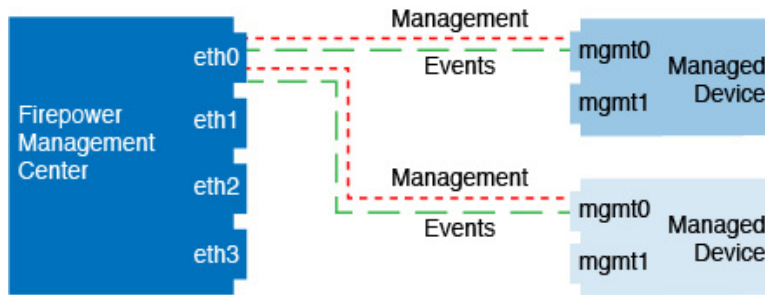 Management
eth0
mgmt0
Managed
Device
Events
mgmt1
Firepower
Management
Center
eth1
eth2
Management
mgmt0
Managed
Device
Events
eth3
mgmt1